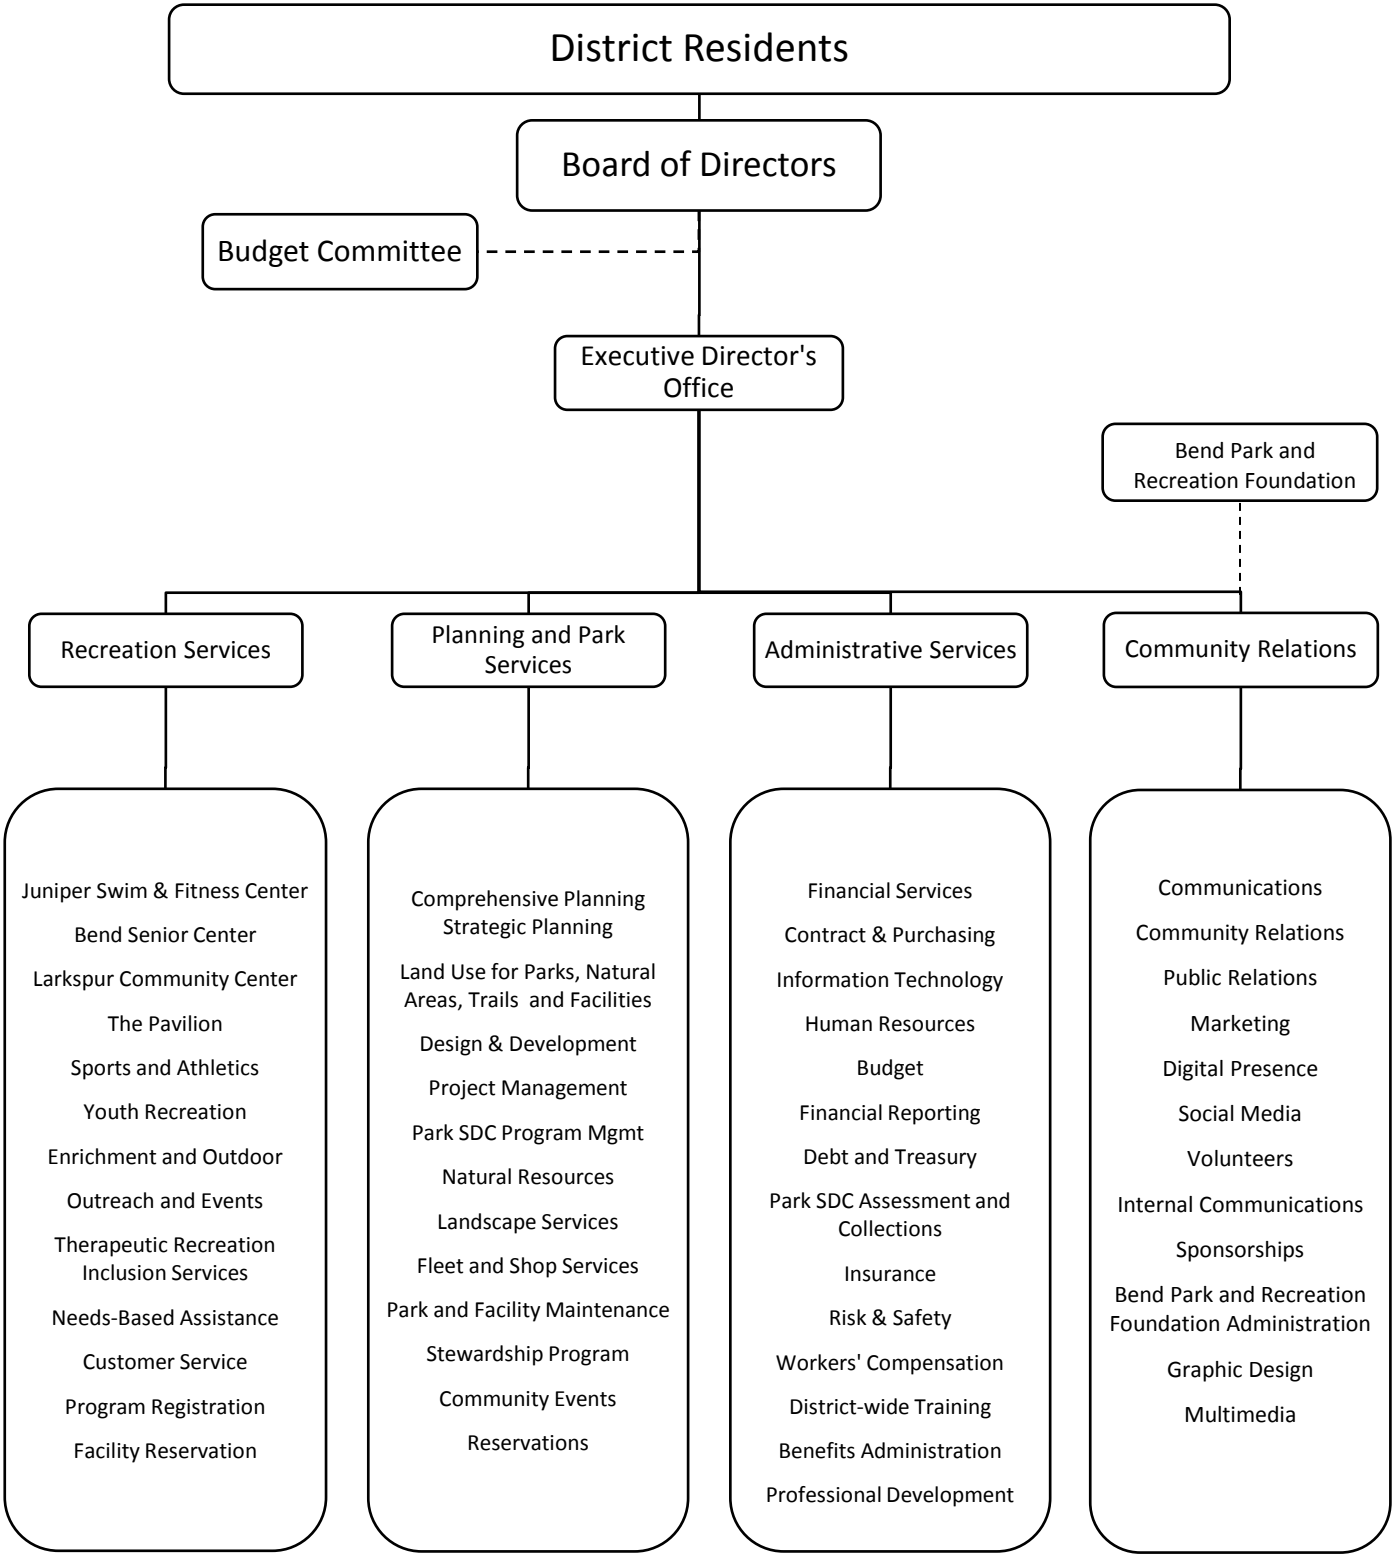 District Residents
Board of Directors
Budget Committee
Executive Director's
Office
Bend Park and
Recreation Foundation
Recreation Services
Planning and Park
Services
Administrative Services
Community Relations
Juniper Swim & Fitness Center
Bend Senior Center
Larkspur Community Center
The Pavilion
Sports and Athletics
Youth Recreation
Enrichment and Outdoor
Outreach and Events
Therapeutic Recreation
Inclusion Services
Needs-Based Assistance
Customer Service
Program Registration
Facility Reservation
Comprehensive Planning
Strategic Planning
Land Use for Parks, Natural
Areas, Trails and Facilities
Design & Development
Project Management
Park SDC Program Mgmt
Natural Resources
Landscape Services
Fleet and Shop Services
Park and Facility Maintenance
Stewardship Program
Community Events
Reservations
Financial Services
Contract & Purchasing
Information Technology
Human Resources
Budget
Financial Reporting
Debt and Treasury
Park SDC Assessment and
Collections
Insurance
Risk & Safety
Workers' Compensation
District-wide Training
Benefits Administration
Professional Development
Communications
Community Relations
Public Relations
Marketing
Digital Presence
Social Media
Volunteers
Internal Communications
Sponsorships
Bend Park and Recreation
Foundation Administration
Graphic Design
Multimedia